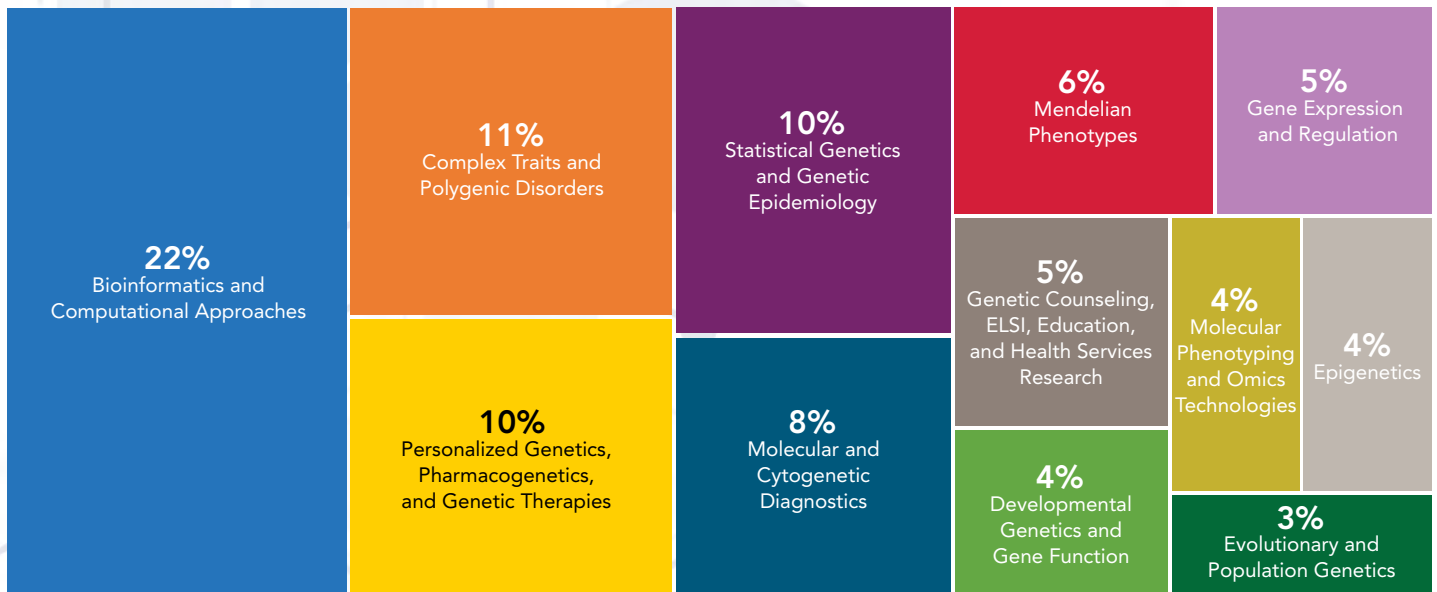 22%
Bioinformatics and
Computational Approaches
11%
Complex Traits and
Polygenic Disorders
10%
Personalized Genetics,
Pharmacogenetics,
and Genetic Therapies
10%
Statistical Genetics
and Genetic
Epidemiology
8%
Molecular and
Cytogenetic
Diagnostics
6%
Mendelian
Phenotypes
5%
Gene Expression
and Regulation
5%
Genetic Counseling,
ELSI, Education,
and Health Services
Research
4%
Molecular
Phenotyping
and Omics
Technologies
4%
Epigenetics
4%
Developmental
Genetics and
Gene Function
3%
Evolutionary and
Population Genetics